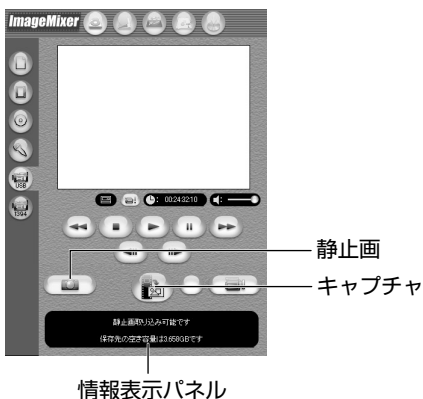 ImageMixer
USB
1394
00:24:32:10
静止画
キャプチャ
静止画取り込み可能です
保存先の空き容量は3.658GBです
情報表示パネル